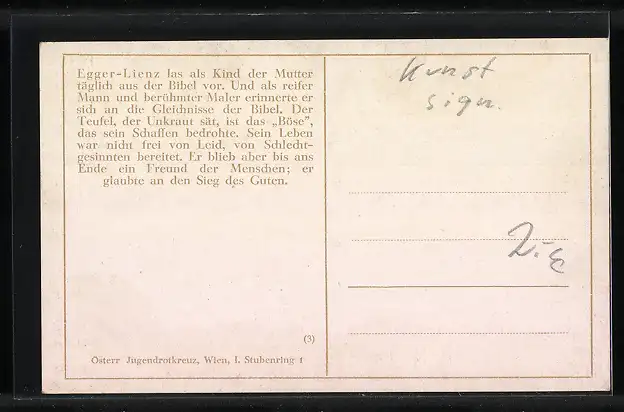 Egger-Lienz las als Kind der Mutter
täglich aus der Bibel vor. Und als reifer
Mann und berühmter Maler erinnerte er
sich an die Gleichnisse der Bibel. Der
Teufel, der Unkraut sät, ist das „Böse",
das sein Schaffen bedrohte. Sein Leben
war nicht frei von Leid, von Schlecht-
gesinnten bereitet. Er blieb aber bis ans
Ende ein Freund der Menschen; er
glaubte an den Sieg des Guten.
(3)
Österr Jugendrotkreuz, Wien, I. Stubenring 1
Kunst
sign.
2.-€